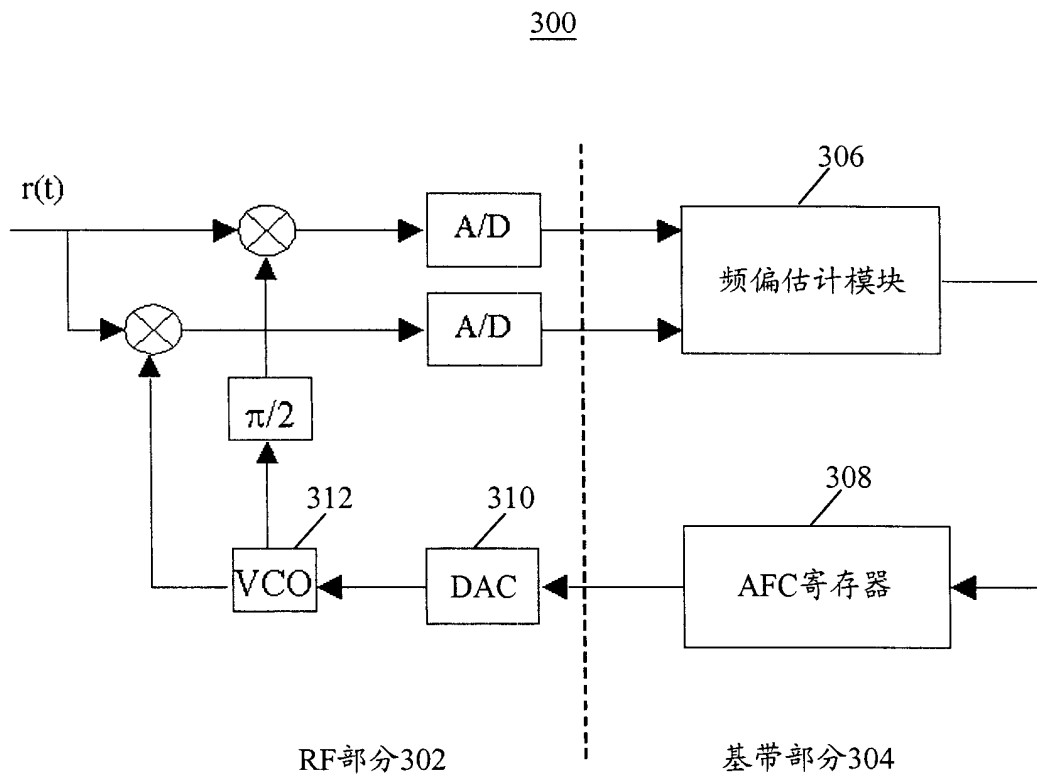 300
306
r(t)
A/D
频偏估计模块
A/D
π/2
308
312
310
VCO
DAC
AFC寄存器
RF部分302
基带部分304